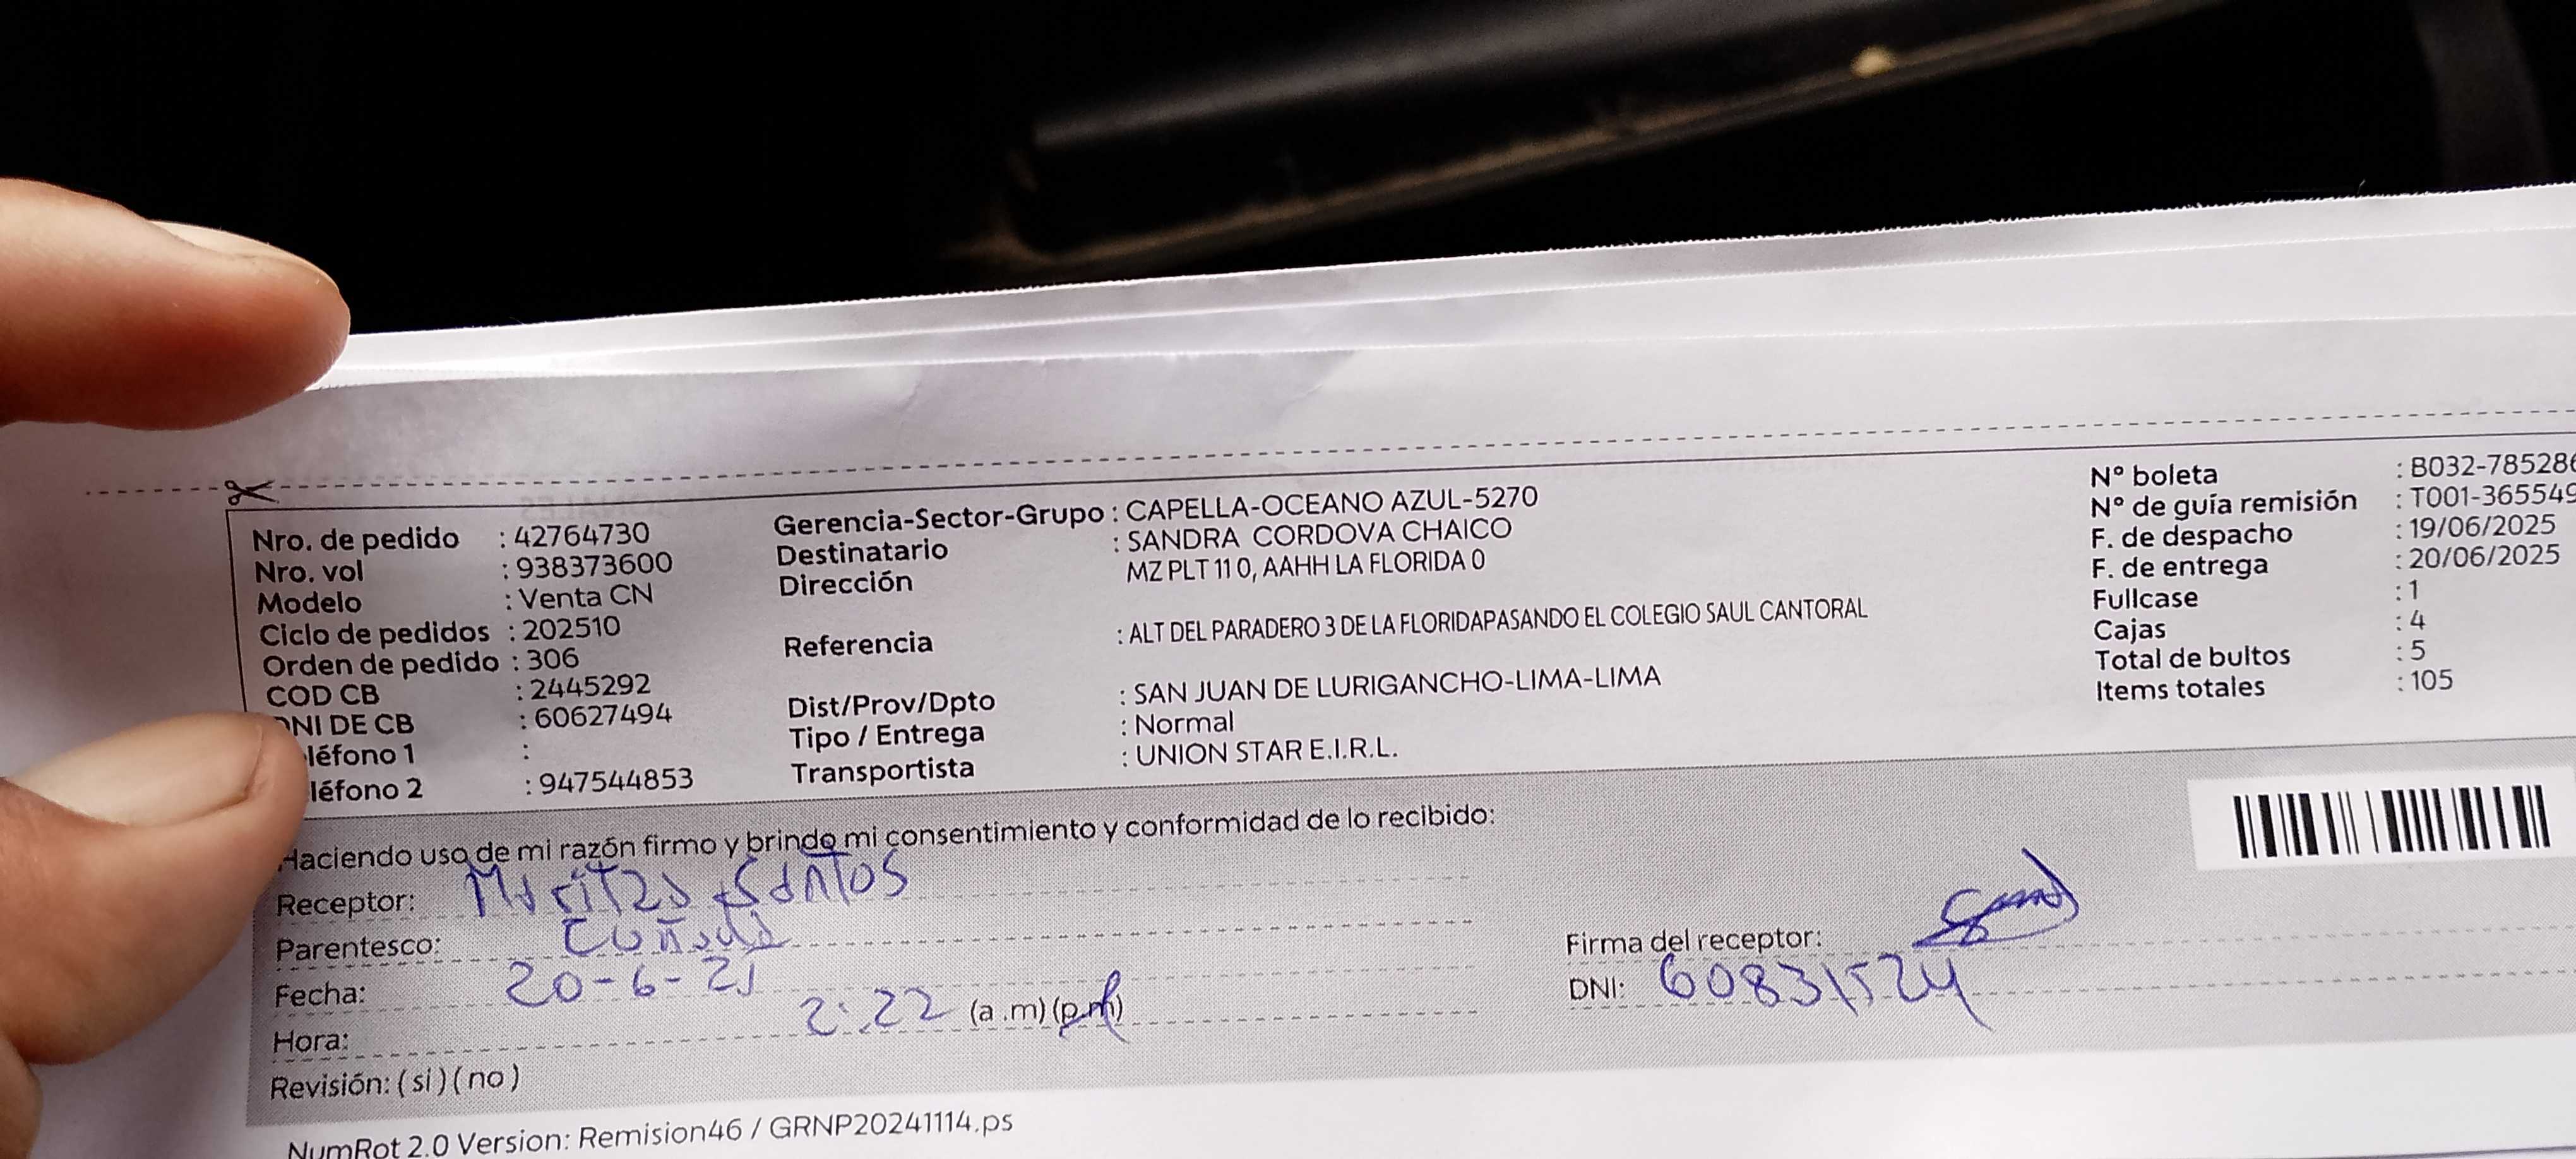 Nro. de pedido : 42764730
Nro. vol : 938373600
Modelo : Venta CN
Ciclo de pedidos : 202510
Orden de pedido : 306
COD CB : 2445292
DNI DE CB : 60627494
léfono 1 :
léfono 2 : 947544853
Gerencia-Sector-Grupo : CAPELLA-OCEANO AZUL-5270
Destinatario : SANDRA CORDOVA CHAICO
Dirección MZ PLT 11 0, AAHH LA FLORIDA 0
Referencia : ALT DEL PARADERO 3 DE LA FLORIDAPASANDO EL COLEGIO SAUL CANTORAL
Dist/Prov/Dpto : SAN JUAN DE LURIGANCHO-LIMA-LIMA
Tipo / Entrega : Normal
Transportista : UNION STAR E.I.R.L.
N° boleta : B032-785286
N° de guía remisión : T001-365549
F. de despacho : 19/06/2025
F. de entrega : 20/06/2025
Fullcase : 1
Cajas : 4
Total de bultos : 5
Items totales : 105
Haciendo uso de mi razón firmo y brindo mi consentimiento y conformidad de lo recibido:
Receptor: Maritza Santos
Parentesco: Cuñada
Fecha: 20-6-25
Hora: 2:22 (a .m) (p.m)
Revisión: ( si ) ( no )
Firma del receptor:
DNI: 60831524
NumRot 2.0 Version: Remision46 / GRNP20241114.ps